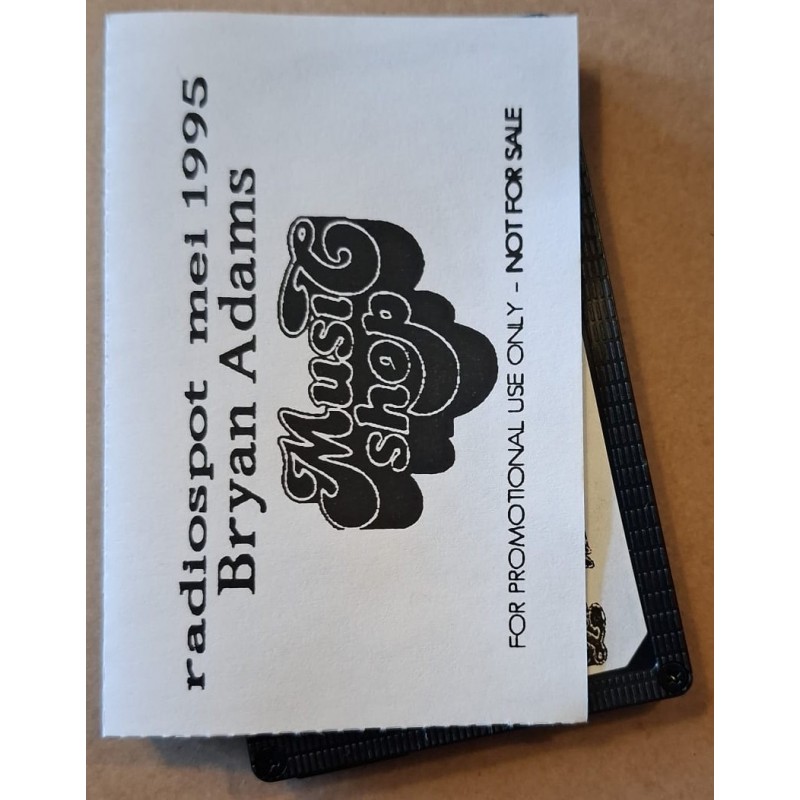 radiospot mei 1995
Bryan Adams
Music
shop
FOR PROMOTIONAL USE ONLY - NOT FOR SALE